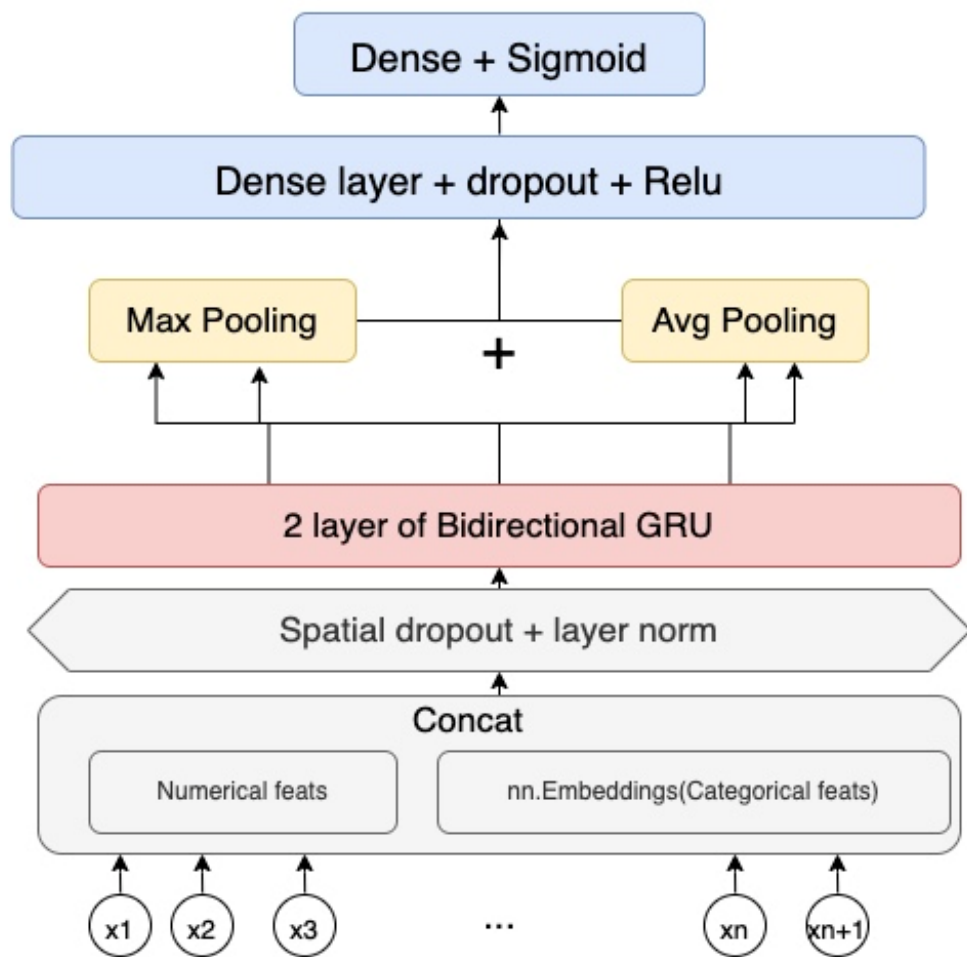 Dense + Sigmoid
Dense layer + dropout + Relu
Max Pooling
+
Avg Pooling
2 layer of Bidirectional GRU
Spatial dropout + layer norm
Concat
Numerical feats
nn.Embeddings(Categorical feats)
x1
x2
x3
...
xn
xn+1